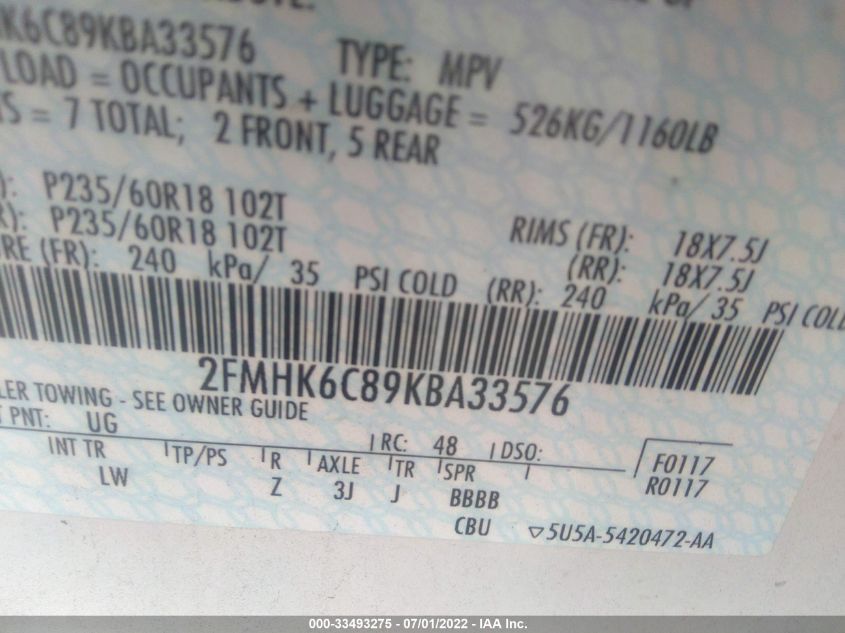 K6C89KBA33576 TYPE: MPV
LOAD = OCCUPANTS + LUGGAGE = 526KG/1160LB
S = 7 TOTAL; 2 FRONT, 5 REAR
): P235/60R18 102T RIMS (FR): 18X7.5J
R): P235/60R18 102T (RR): 18X7.5J
RE (FR): 240 kPa/ 35 PSI COLD (RR): 240 kPa/ 35 PSI COLD
2FMHK6C89KBA33576
LER TOWING - SEE OWNER GUIDE
T PNT: UG RC: 48 DSO:
INT TR TP/PS R AXLE TR SPR F0117
LW Z 3J J BBBB R0117
CBU ▽5U5A-5420472-AA
000-33493275 - 07/01/2022 - IAA Inc.